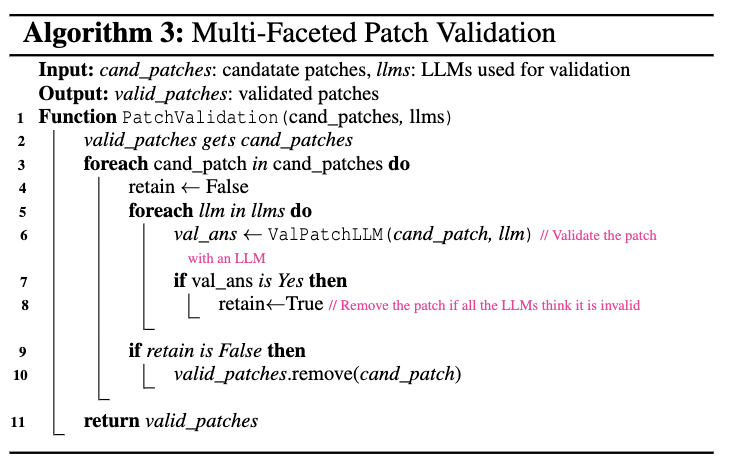 Algorithm 3: Multi-Faceted Patch Validation
Input: cand_patches: candatate patches, llms: LLMs used for validation
Output: valid_patches: validated patches
1 Function PatchValidation(cand_patches, llms)
2 valid_patches gets cand_patches
3 foreach cand_patch in cand_patches do
4 retain ← False
5 foreach llm in llms do
6 val_ans ← ValPatchLLM(cand_patch, llm) // Validate the patch
with an LLM
7 if val_ans is Yes then
8 retain←True // Remove the patch if all the LLMs think it is invalid
9 if retain is False then
10 valid_patches.remove(cand_patch)
11 return valid_patches